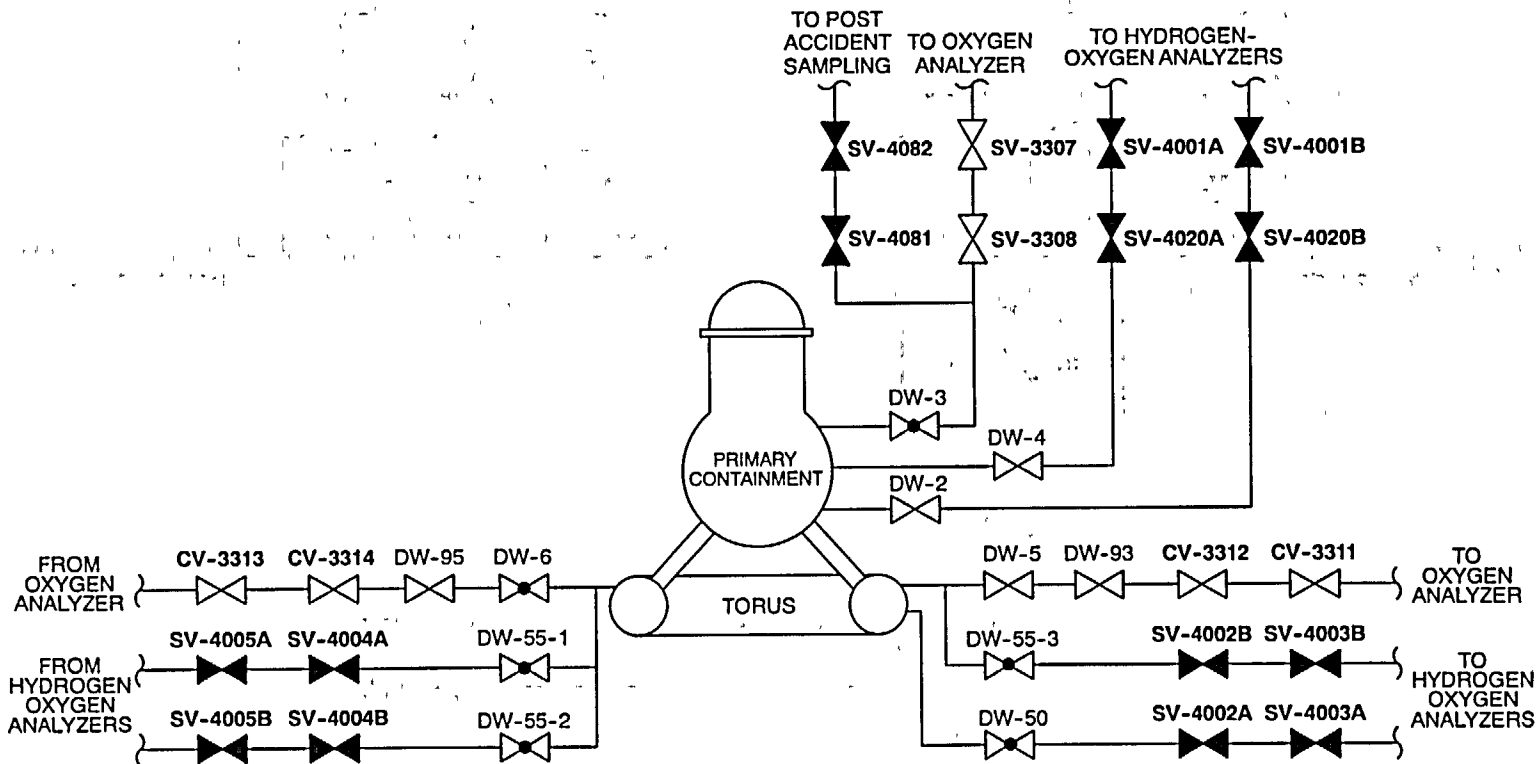 TO POST
ACCIDENT
SAMPLING
TO OXYGEN
ANALYZER
TO HYDROGEN-
OXYGEN ANALYZERS
SV-4082
SV-3307
SV-4001A
SV-4001B
SV-4081
SV-3308
SV-4020A
SV-4020B
DW-3
DW-4
DW-2
PRIMARY
CONTAINMENT
TORUS
FROM
OXYGEN
ANALYZER
CV-3313
CV-3314
DW-95
DW-6
DW-5
DW-93
CV-3312
CV-3311
TO
OXYGEN
ANALYZER
FROM
HYDROGEN
OXYGEN
ANALYZERS
SV-4005A
SV-4004A
DW-55-1
DW-55-3
SV-4002B
SV-4003B
SV-4005B
SV-4004B
DW-55-2
DW-50
SV-4002A
SV-4003A
TO
HYDROGEN
OXYGEN
ANALYZERS